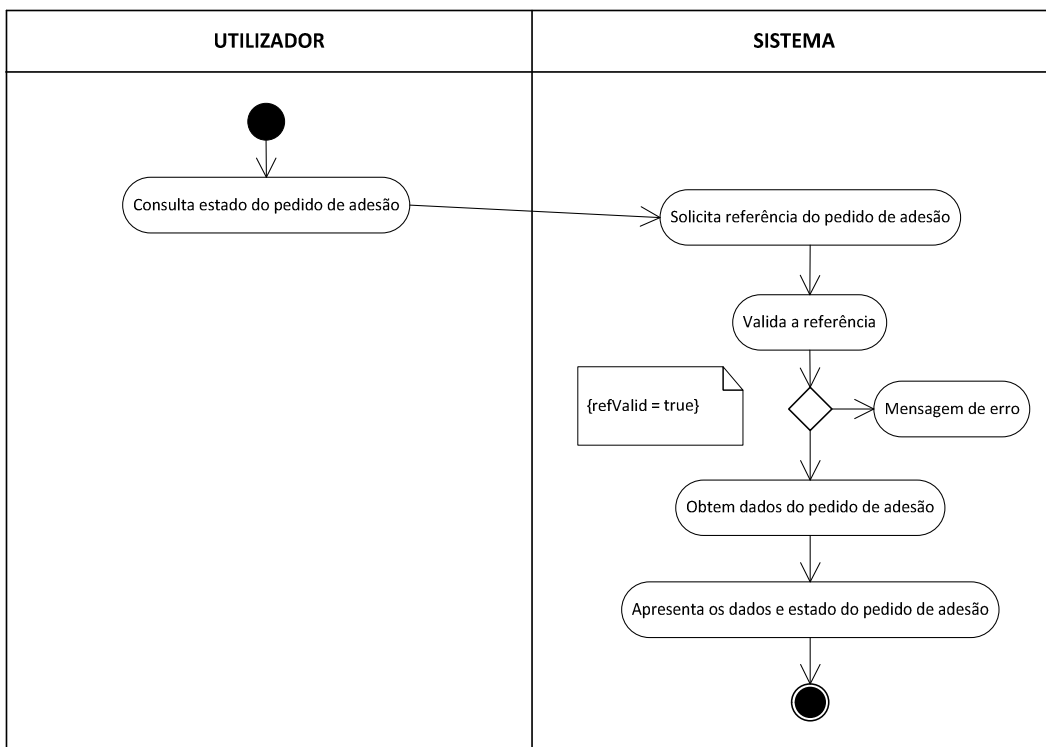 UTILIZADOR
SISTEMA
Consulta estado do pedido de adesão
Solicita referência do pedido de adesão
Valida a referência
{refValid = true}
Mensagem de erro
Obtem dados do pedido de adesão
Apresenta os dados e estado do pedido de adesão